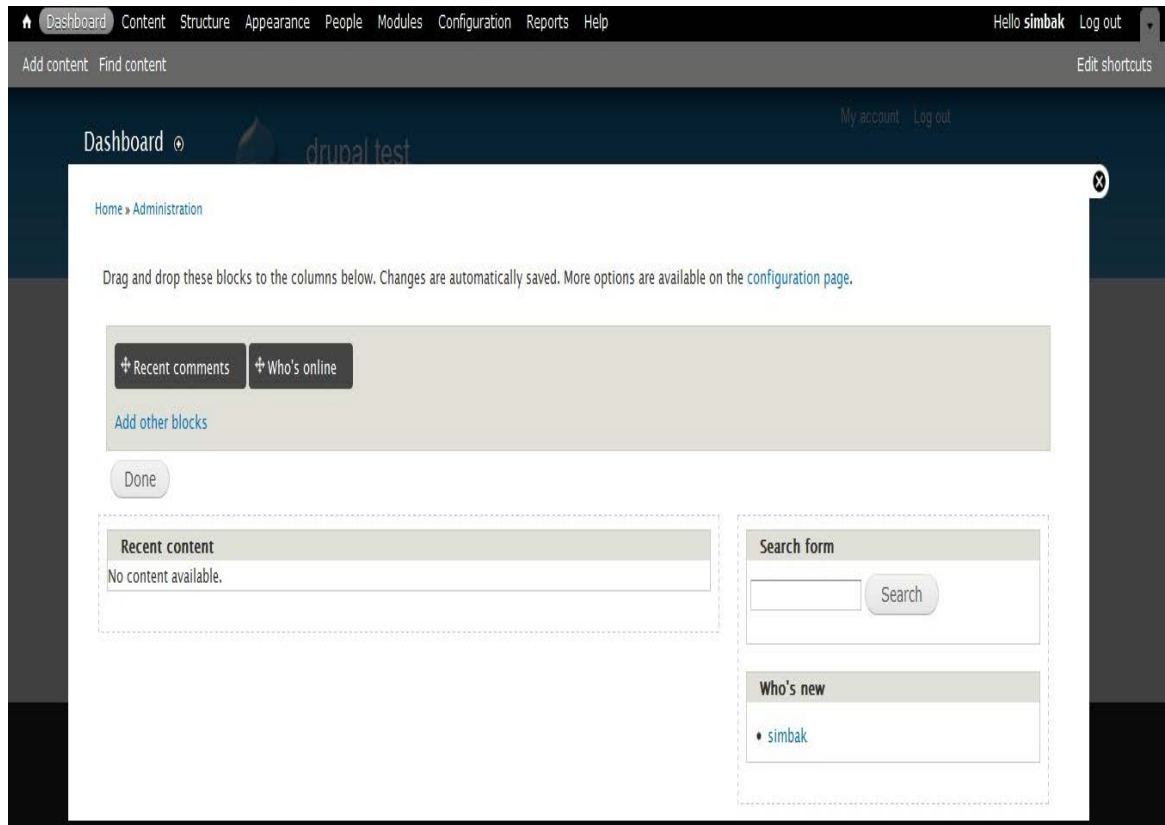 Dashboard Content Structure Appearance People Modules Configuration Reports Help Hello simbak Log out
Add content Find content Edit shortcuts
My account Log out
Dashboard
drupal test
Home » Administration
Drag and drop these blocks to the columns below. Changes are automatically saved. More options are available on the configuration page.
Recent comments Who's online
Add other blocks
Done
Recent content
No content available.
Search form
Search
Who's new
• simbak